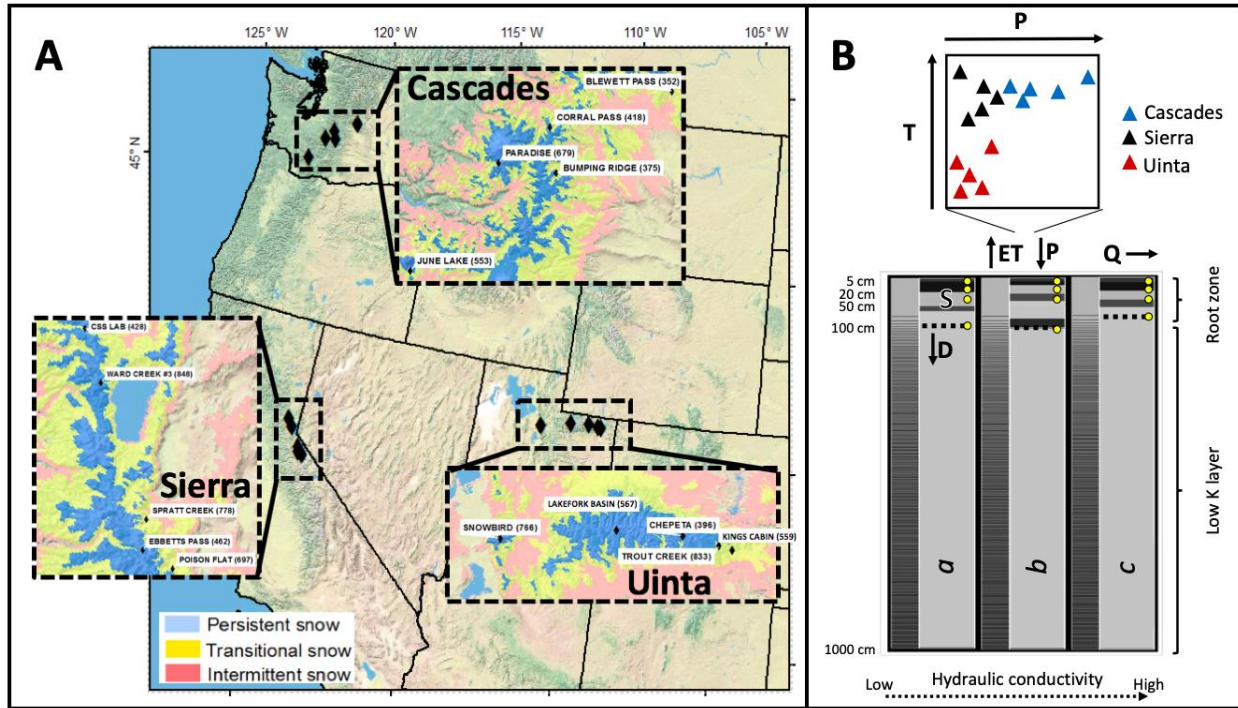 A
125° W
120° W
115° W
110° W
105° W
45° N
Cascades
BLEWETT PASS (352)
CORRAL PASS (418)
PARADISE (679)
BUMPING RIDGE (375)
JUNE LAKE (553)
CSS LAB (428)
WARD CREEK #3 (848)
Sierra
SPRATT CREEK (778)
EBBETTS PASS (462)
POISON FLAT (697)
LAKEFORK BASIN (567)
SNOWBIRD (766)
CHEPETA (396)
KINGS CABIN (559)
TROUT CREEK (833)
Uinta
Persistent snow
Transitional snow
Intermittent snow
B
P
T
Cascades
Sierra
Uinta
ET
P
Q
5 cm
20 cm
50 cm
100 cm
1000 cm
S
D
a
b
c
Root zone
Low K layer
Low
Hydraulic conductivity
High